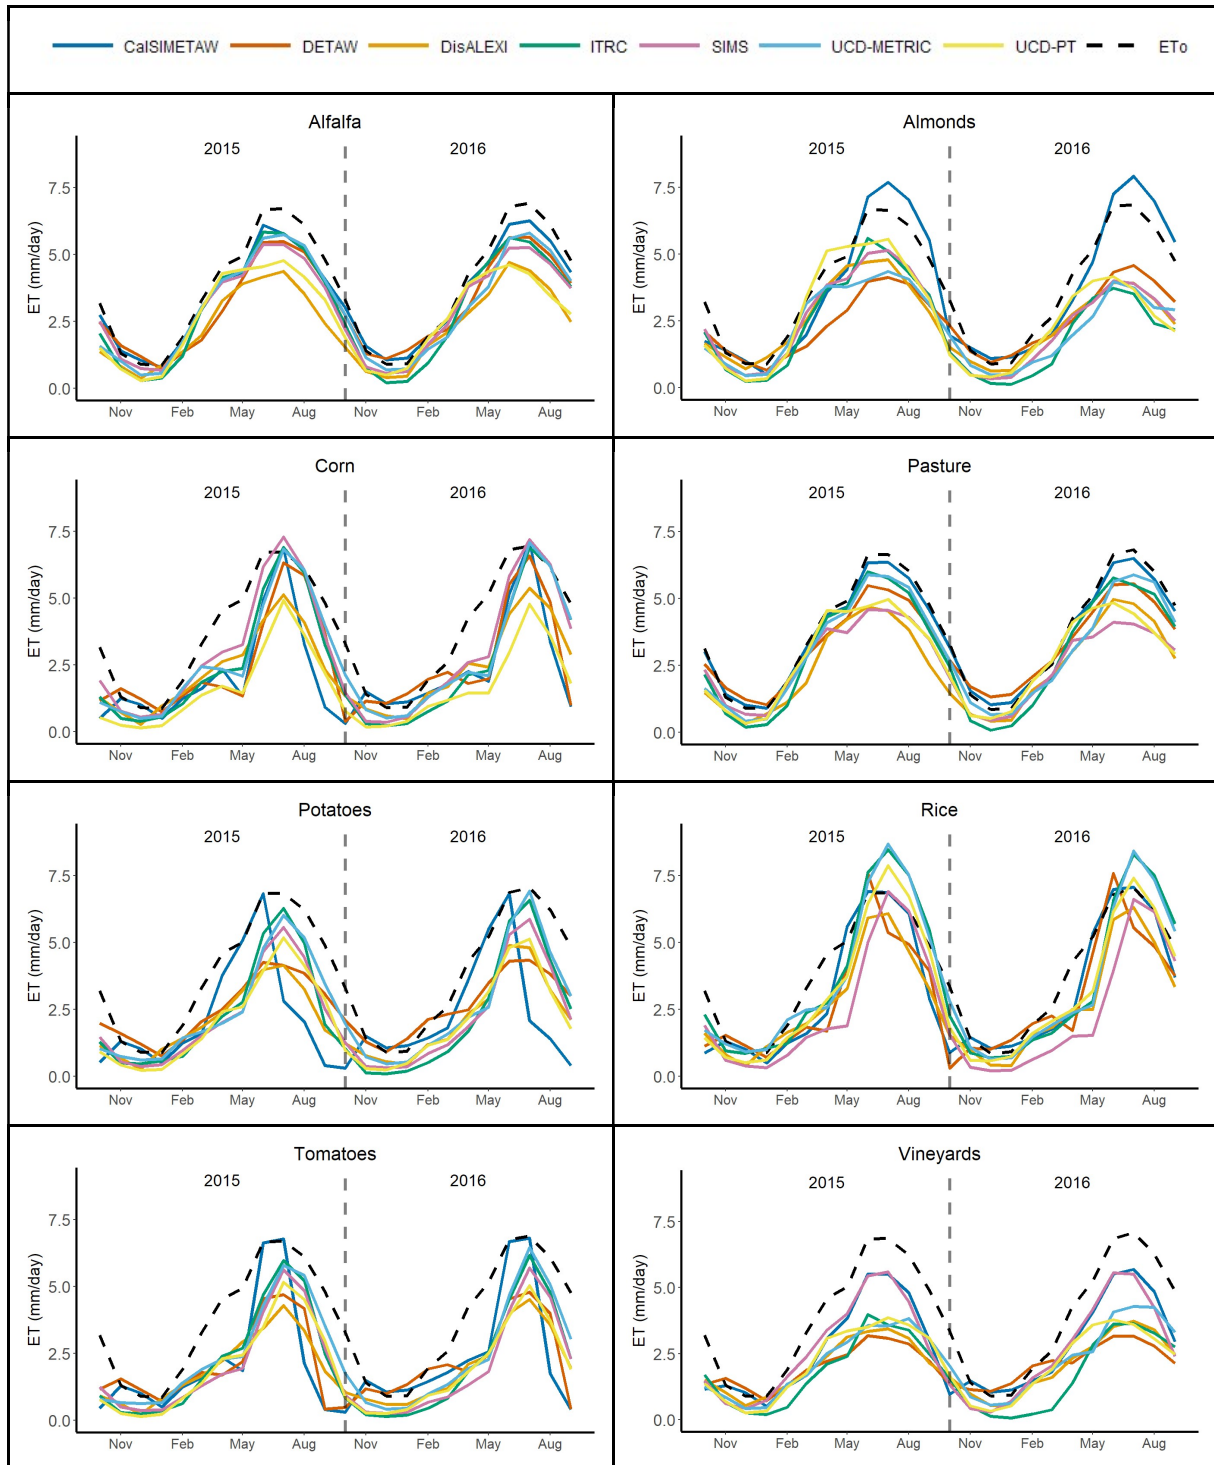 CalSIMETAW DETAW DisALEXI ITRC SIMS UCD-METRIC UCD-PT ETo
Alfalfa
2015 2016
ET (mm/day)
7.5
5.0
2.5
0.0
Nov Feb May Aug Nov Feb May Aug
Almonds
2015 2016
ET (mm/day)
7.5
5.0
2.5
0.0
Nov Feb May Aug Nov Feb May Aug
Corn
2015 2016
ET (mm/day)
7.5
5.0
2.5
0.0
Nov Feb May Aug Nov Feb May Aug
Pasture
2015 2016
ET (mm/day)
7.5
5.0
2.5
0.0
Nov Feb May Aug Nov Feb May Aug
Potatoes
2015 2016
ET (mm/day)
7.5
5.0
2.5
0.0
Nov Feb May Aug Nov Feb May Aug
Rice
2015 2016
ET (mm/day)
7.5
5.0
2.5
0.0
Nov Feb May Aug Nov Feb May Aug
Tomatoes
2015 2016
ET (mm/day)
7.5
5.0
2.5
0.0
Nov Feb May Aug Nov Feb May Aug
Vineyards
2015 2016
ET (mm/day)
7.5
5.0
2.5
0.0
Nov Feb May Aug Nov Feb May Aug